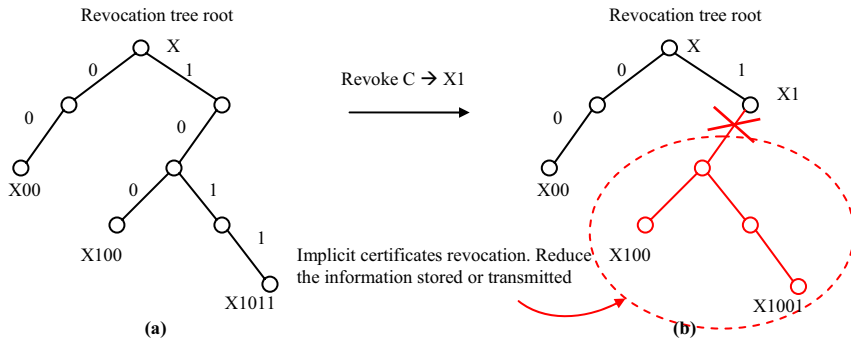 Revocation tree root
X
0
1
0
0
0
1
X00
1
X100
X1011
(a)
Revoke C → X1
Revocation tree root
X
0
1
X1
0
X00
X100
Implicit certificates revocation. Reduce
the information stored or transmitted
X1001
(b)